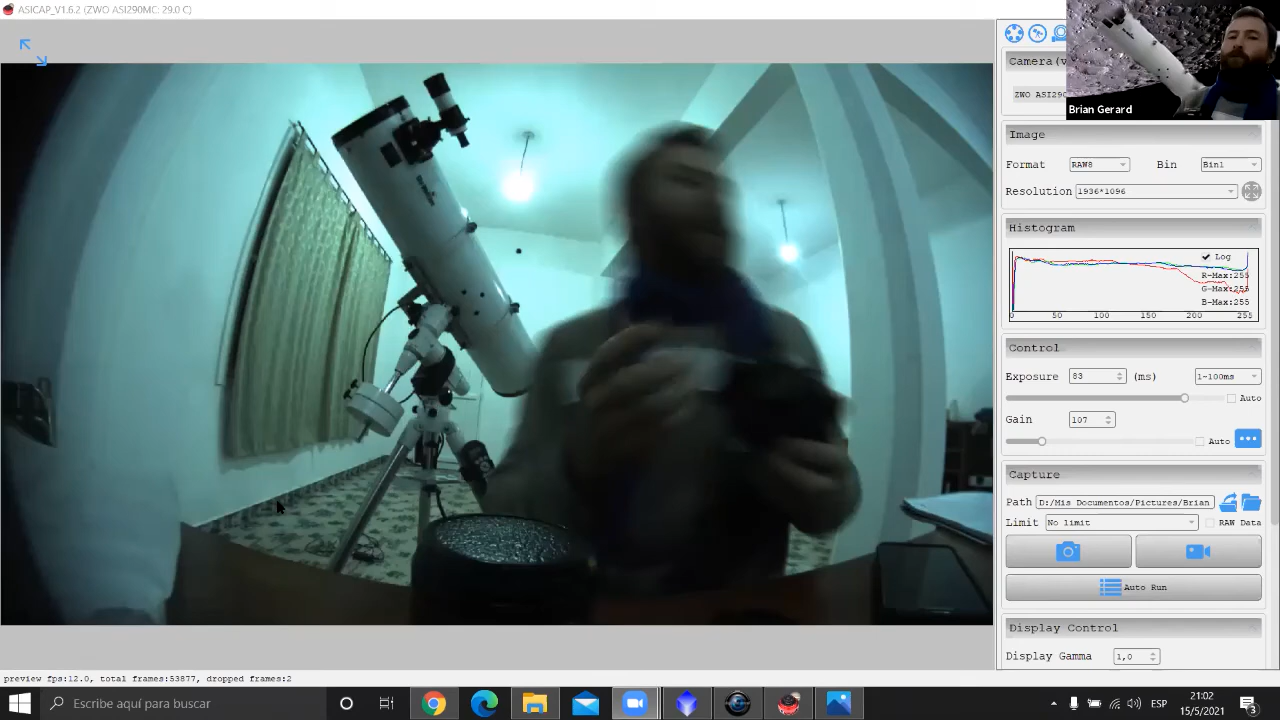 ASICAP_V1.6.2 (ZWO ASI290MC: 29.0 C)
Brian Gerard
Camera(v
ZWO ASI290
Image
Format RAW8 Bin Bin1
Resolution 1936*1096
Histogram
Log
R-Max:255
G-Max:255
B-Max:255
0 50 100 150 200 255
Control
Exposure 83 (ms) 1-100ms
Auto
Gain 107
Auto
Capture
Path D:/Mis Documentos/Pictures/Brian
Limit No limit RAW Data
Auto Run
Display Control
Display Gamma 1,0
preview fps:12.0, total frames:53877, dropped frames:2
Escribe aquí para buscar
ESP
21:02
15/5/2021
3